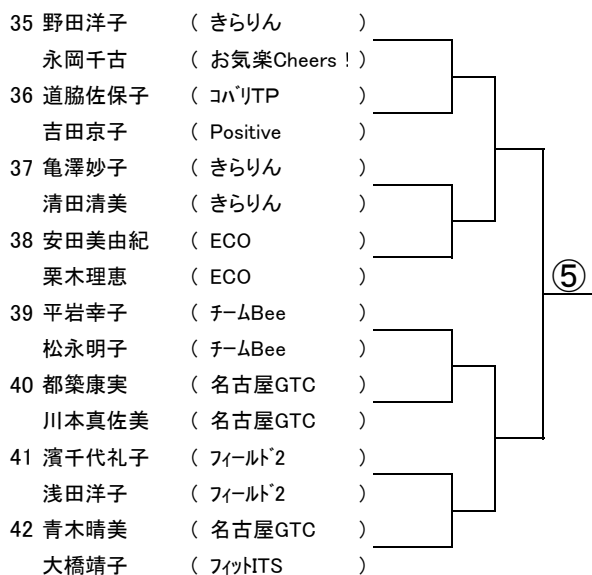 35 野田洋子 ( きらりん )
永岡千古 ( お気楽Cheers！)
36 道脇佐保子 ( ｺﾊﾞﾘTP )
吉田京子 ( Positive )
37 亀澤妙子 ( きらりん )
清田清美 ( きらりん )
38 安田美由紀 ( ECO )
栗木理恵 ( ECO )
⑤
39 平岩幸子 ( ﾁｰﾑBee )
松永明子 ( ﾁｰﾑBee )
40 都築康実 ( 名古屋GTC )
川本真佐美 ( 名古屋GTC )
41 濱千代礼子 ( ﾌｨｰﾙﾄﾞ2 )
浅田洋子 ( ﾌｨｰﾙﾄﾞ2 )
42 青木晴美 ( 名古屋GTC )
大橋靖子 ( ﾌｨｯﾄITS )